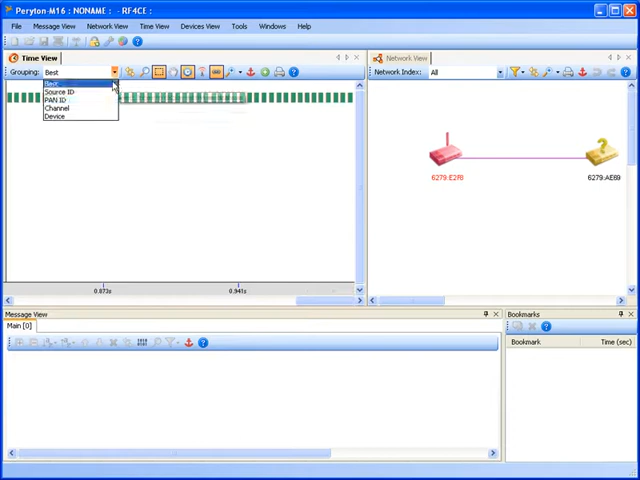 Peryton-M16 : NONAME : - RF4CE :
File Message View Network View Time View Devices View Tools Windows Help
Time View
Network View
Grouping: Best
Network Index: All
Best
Source ID
PAN ID
Channel
Device
6279:E2F8
6279:AE69
0.873s 0.941s
Message View
Bookmarks
Main [0]
Bookmark Time (sec)